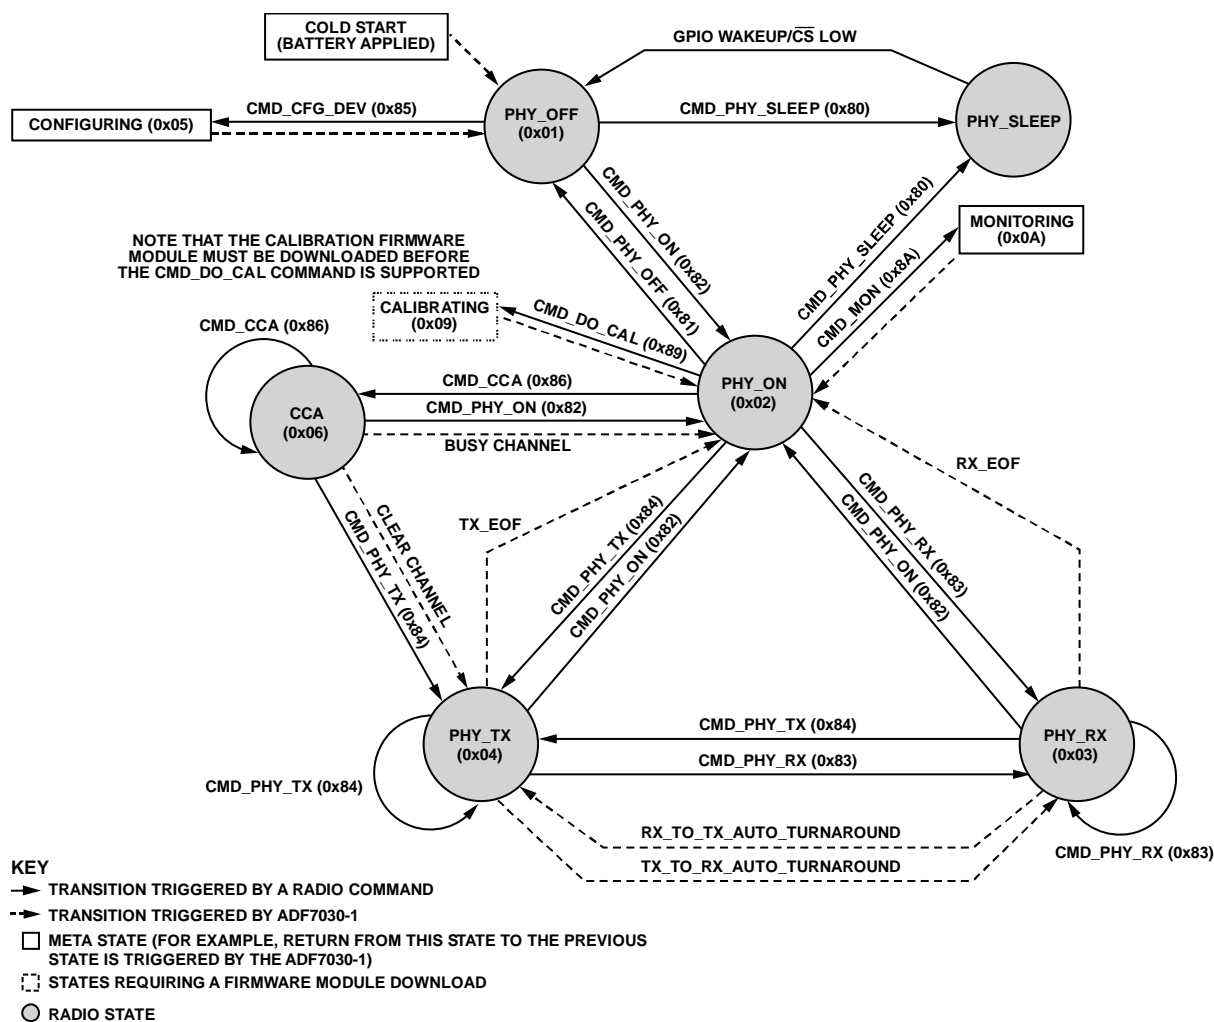 COLD START
(BATTERY APPLIED)
GPIO WAKEUP/CS LOW
CMD_CFG_DEV (0x85)
CONFIGURING (0x05)
PHY_OFF
(0x01)
CMD_PHY_SLEEP (0x80)
PHY_SLEEP
CMD_PHY_ON (0x82)
CMD_PHY_OFF (0x81)
CMD_PHY_SLEEP (0x80)
CMD_MON (0x8A)
MONITORING
(0x0A)
NOTE THAT THE CALIBRATION FIRMWARE
MODULE MUST BE DOWNLOADED BEFORE
THE CMD_DO_CAL COMMAND IS SUPPORTED
CALIBRATING
(0x09)
CMD_DO_CAL (0x89)
CMD_CCA (0x86)
CMD_CCA (0x86)
PHY_ON
(0x02)
CCA
(0x06)
CMD_PHY_ON (0x82)
BUSY CHANNEL
RX_EOF
TX_EOF
CLEAR CHANNEL
CMD_PHY_TX (0x84)
CMD_PHY_TX (0x84)
CMD_PHY_ON (0x82)
CMD_PHY_RX (0x83)
CMD_PHY_ON (0x82)
PHY_TX
(0x04)
CMD_PHY_TX (0x84)
CMD_PHY_RX (0x83)
PHY_RX
(0x03)
CMD_PHY_TX (0x84)
RX_TO_TX_AUTO_TURNAROUND
TX_TO_RX_AUTO_TURNAROUND
CMD_PHY_RX (0x83)
KEY
TRANSITION TRIGGERED BY A RADIO COMMAND
TRANSITION TRIGGERED BY ADF7030-1
META STATE (FOR EXAMPLE, RETURN FROM THIS STATE TO THE PREVIOUS
STATE IS TRIGGERED BY THE ADF7030-1)
STATES REQUIRING A FIRMWARE MODULE DOWNLOAD
RADIO STATE